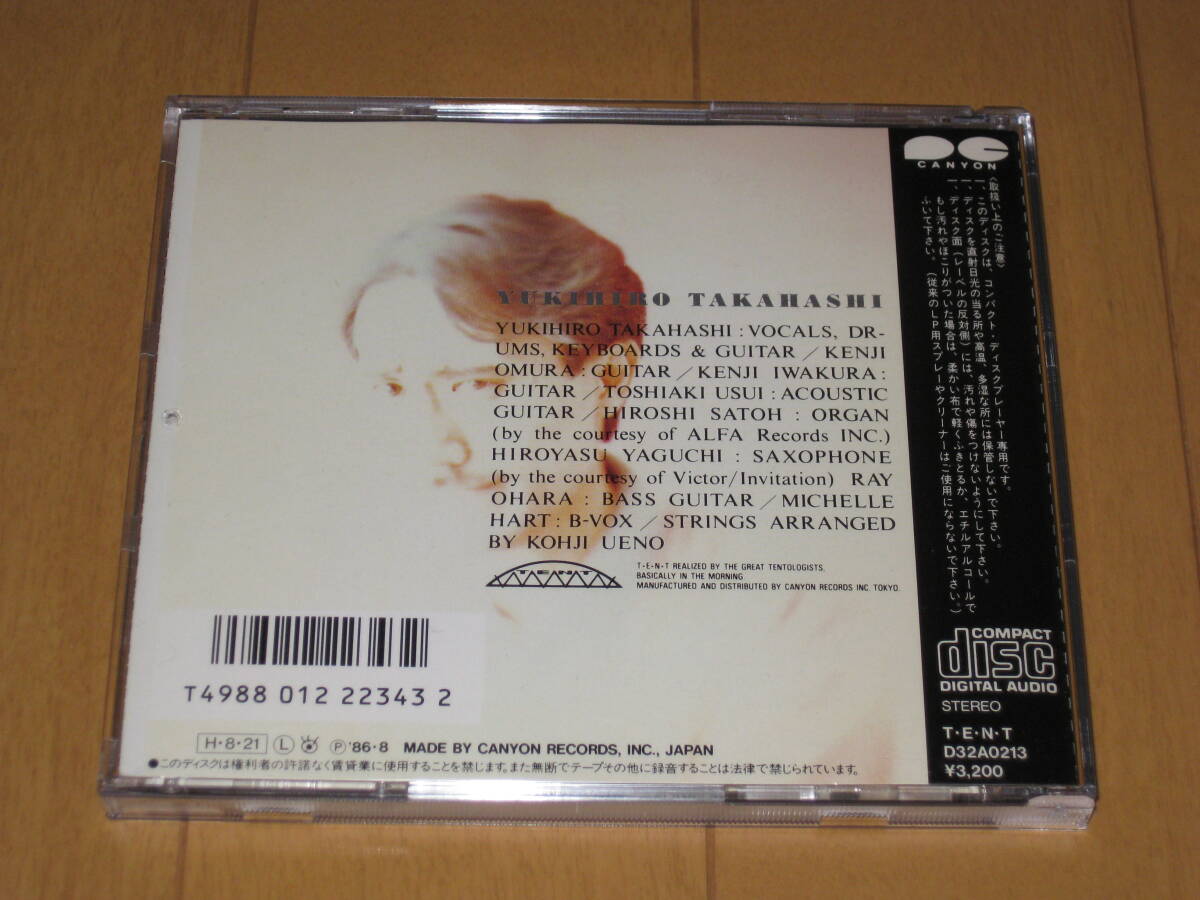 YUKIHIRO TAKAHASHI
YUKIHIRO TAKAHASHI : VOCALS, DR-
UMS, KEYBOARDS & GUITAR / KENJI
OMURA : GUITAR / KENJI IWAKURA :
GUITAR / TOSHIAKI USUI : ACOUSTIC
GUITAR / HIROSHI SATOH : ORGAN
(by the courtesy of ALFA Records INC.)
HIROYASU YAGUCHI : SAXOPHONE
(by the courtesy of Victor/Invitation) RAY
OHARA : BASS GUITAR / MICHELLE
HART : B-VOX / STRINGS ARRANGED
BY KOHJI UENO
T·E·N·T
T·E·N·T REALIZED BY THE GREAT TENTOLOGISTS.
BASICALLY IN THE MORNING.
MANUFACTURED AND DISTRIBUTED BY CANYON RECORDS INC. TOKYO.
T4988 012 22343 2
H・8・21 Ⓛ Ⓟ '86・8 MADE BY CANYON RECORDS, INC., JAPAN
●このディスクは権利者の許諾なく賃貸業に使用することを禁じます。また無断でテープその他に録音することは法律で禁じられています。
PC
CANYON
〈取扱い上のご注意〉
一、このディスクは、コンパクト・ディスクプレーヤー専用です。
一、ディスクを直射日光の当る所や高温、多湿な所には保管しないで下さい。
一、ディスク面(レーベルの反対側)には、汚れや傷をつけないようにして下さい。
もし汚れやほこりがついた場合は、柔かい布で軽くふきとるか、エチルアルコールで
ふいて下さい。(従来のLP用スプレーやクリーナーはご使用にならないで下さい。)
COMPACT
disc
DIGITAL AUDIO
STEREO
T・E・N・T
D32A0213
¥3,200